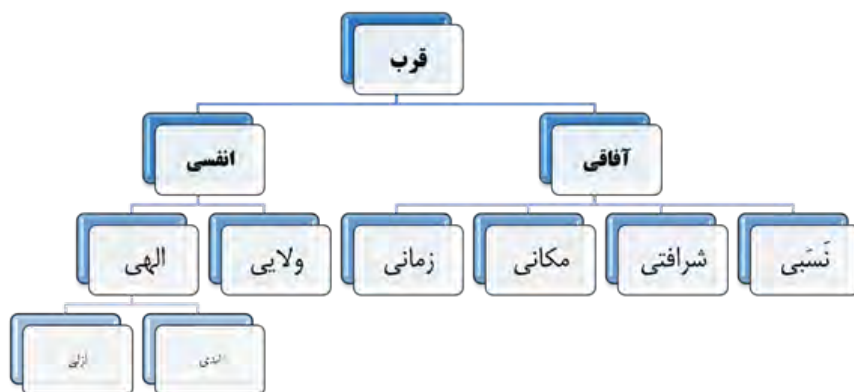 قرب
آفاقی
انفسی
نَسَبی
شرافتی
مکانی
زمانی
ولایی
الهی
ابدی
ازلی